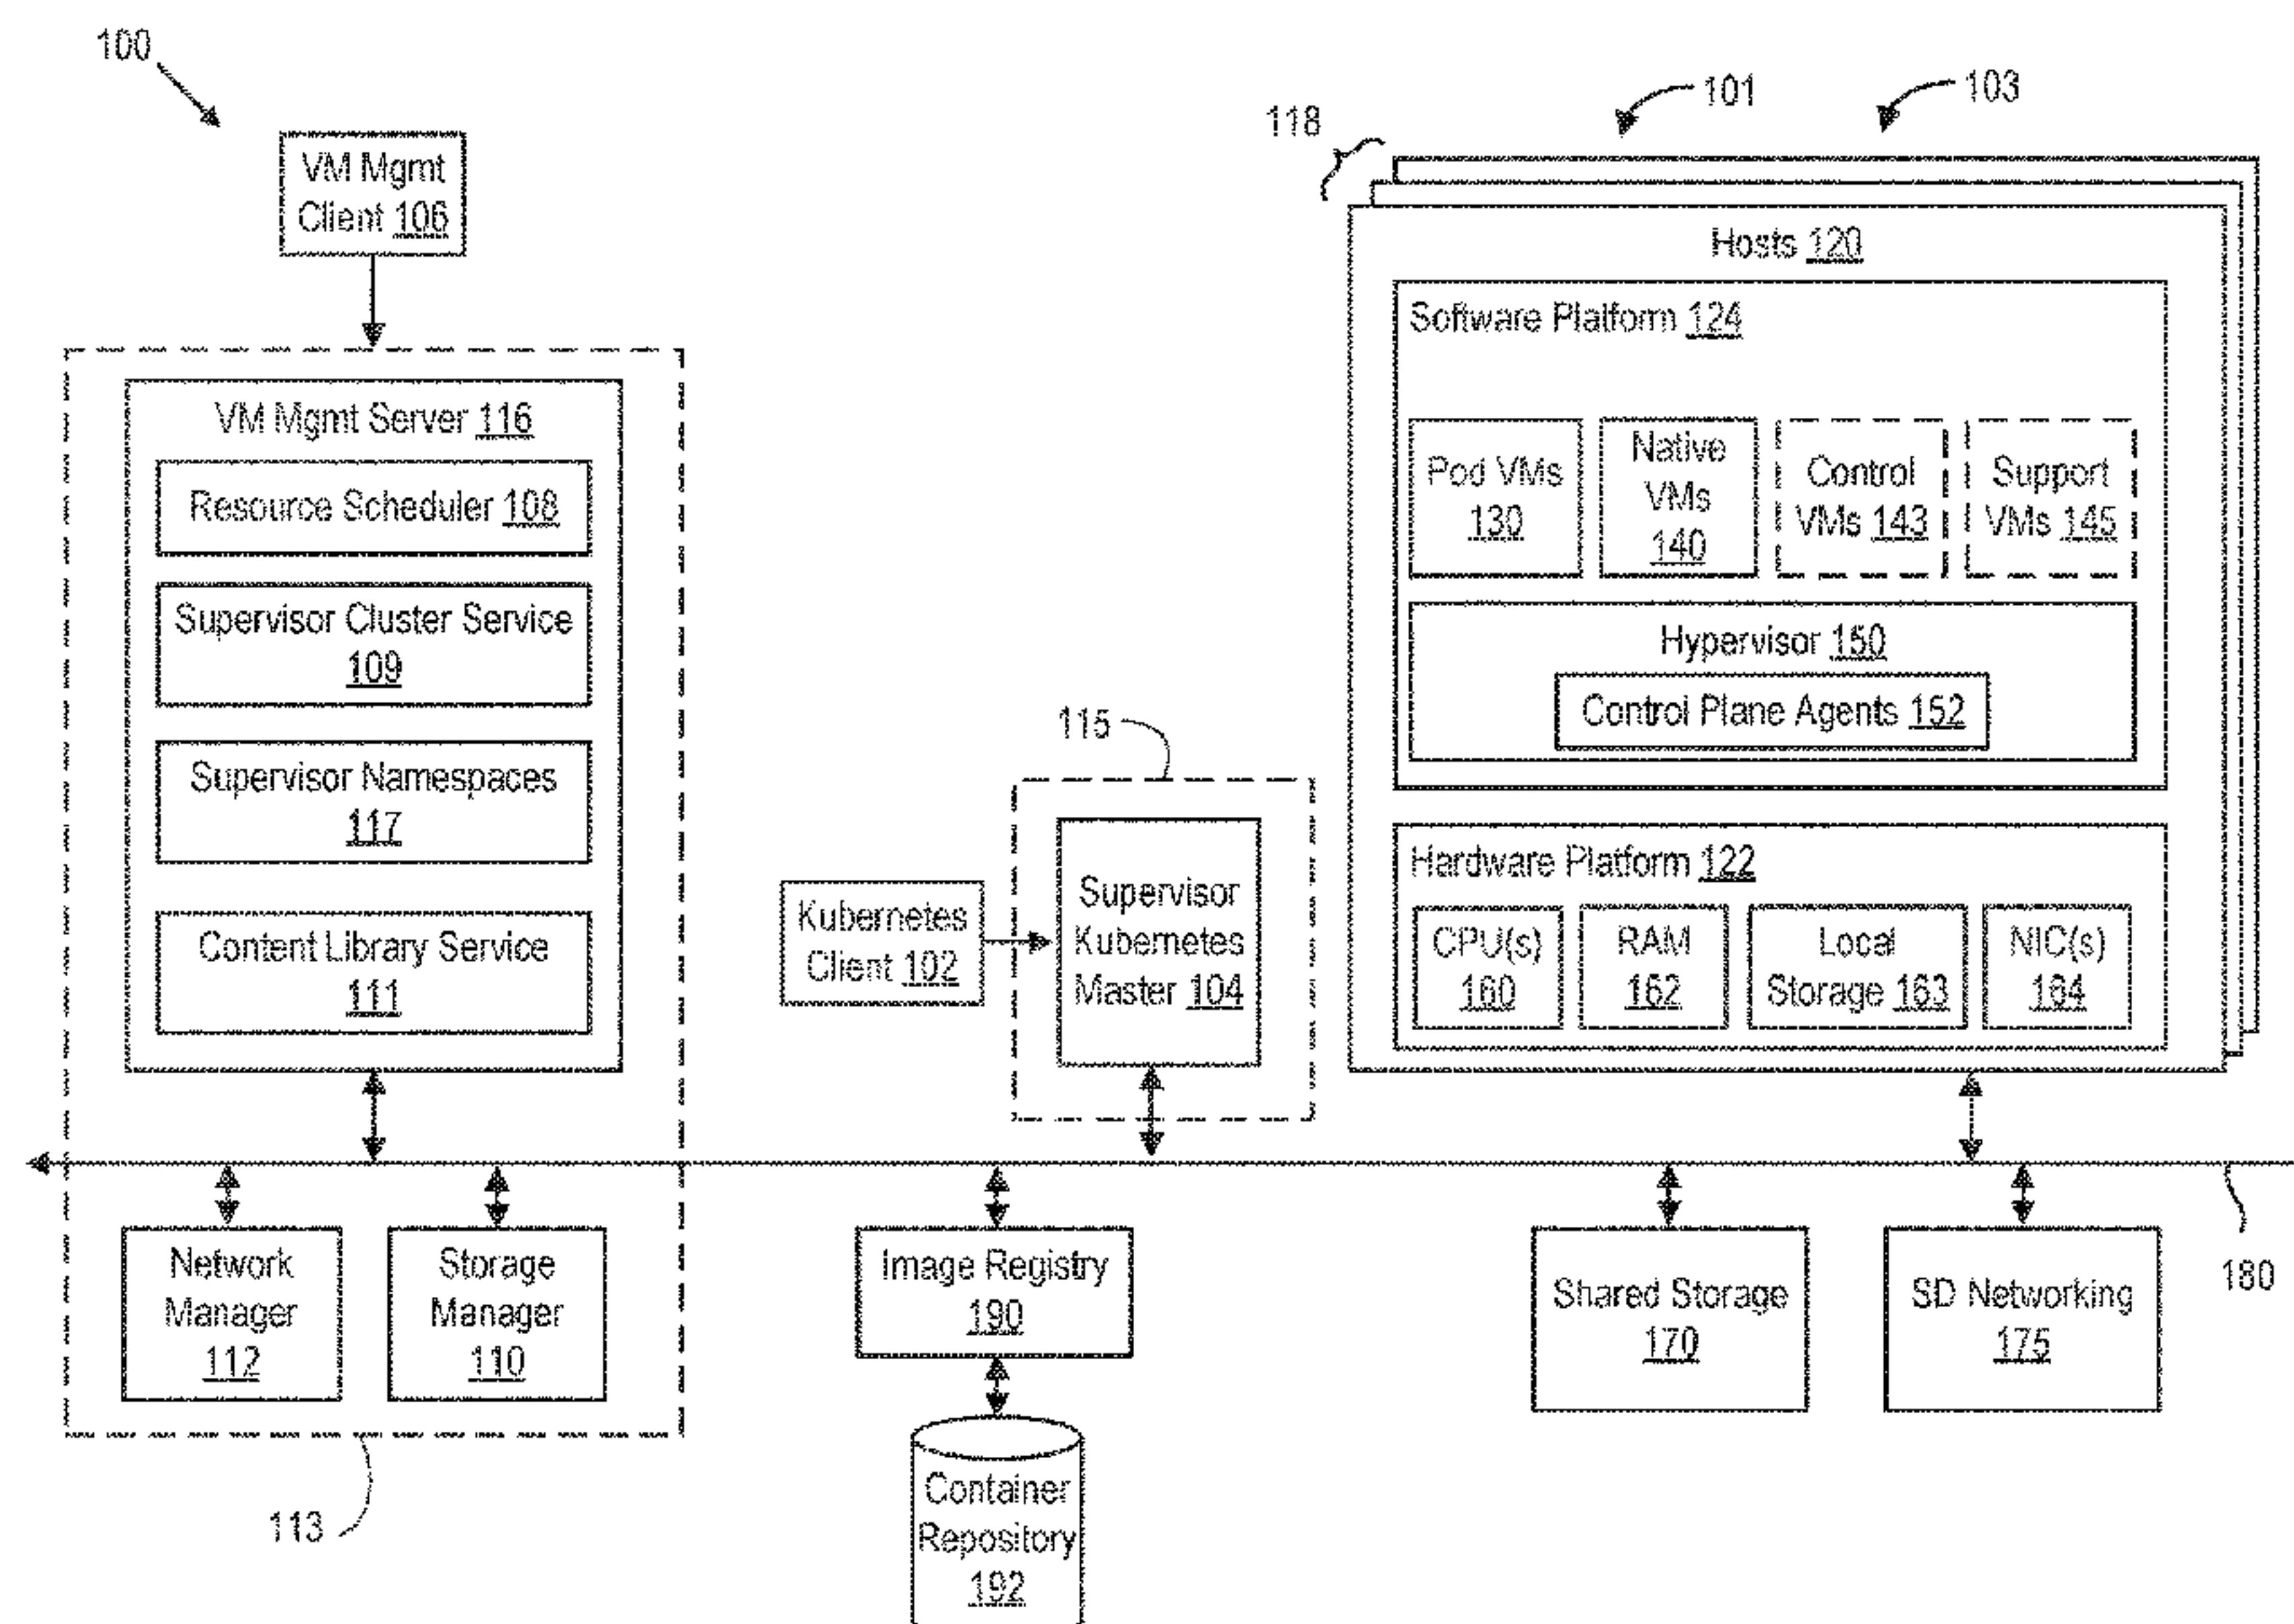 100
VM Mgmt
Client 106
VM Mgmt Server 116
Resource Scheduler 108
Supervisor Cluster Service
109
Supervisor Namespaces
117
Content Library Service
111
Network
Manager
112
Storage
Manager
110
113
Kubernetes
Client 102
115
Supervisor
Kubernetes
Master 104
Image Registry
190
Container
Repository
192
118
101
103
Hosts 120
Software Platform 124
Pod VMs
130
Native
VMs
140
Control
VMs 143
Support
VMs 145
Hypervisor 150
Control Plane Agents 152
Hardware Platform 122
CPU(s)
160
RAM
162
Local
Storage 163
NIC(s)
164
Shared Storage
170
SD Networking
175
180